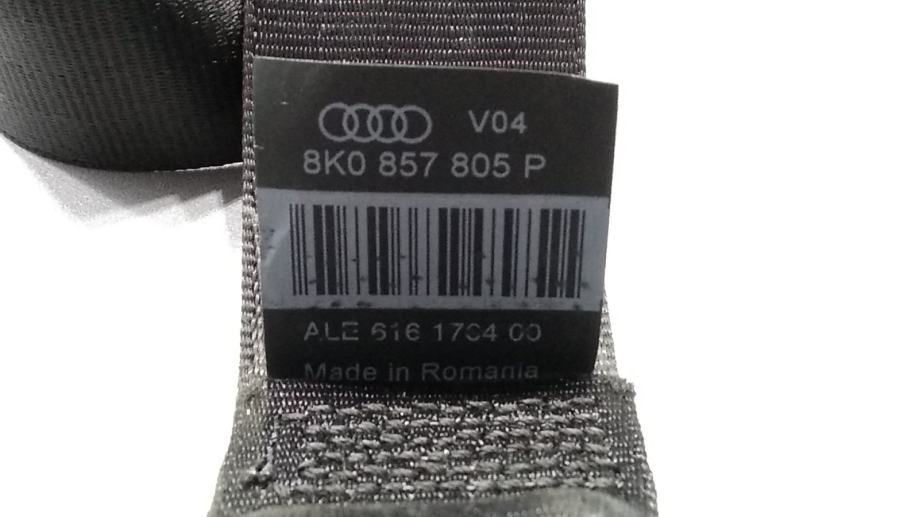 V04
8K0 857 805 P
ALE 616 1704 00
Made in Romania